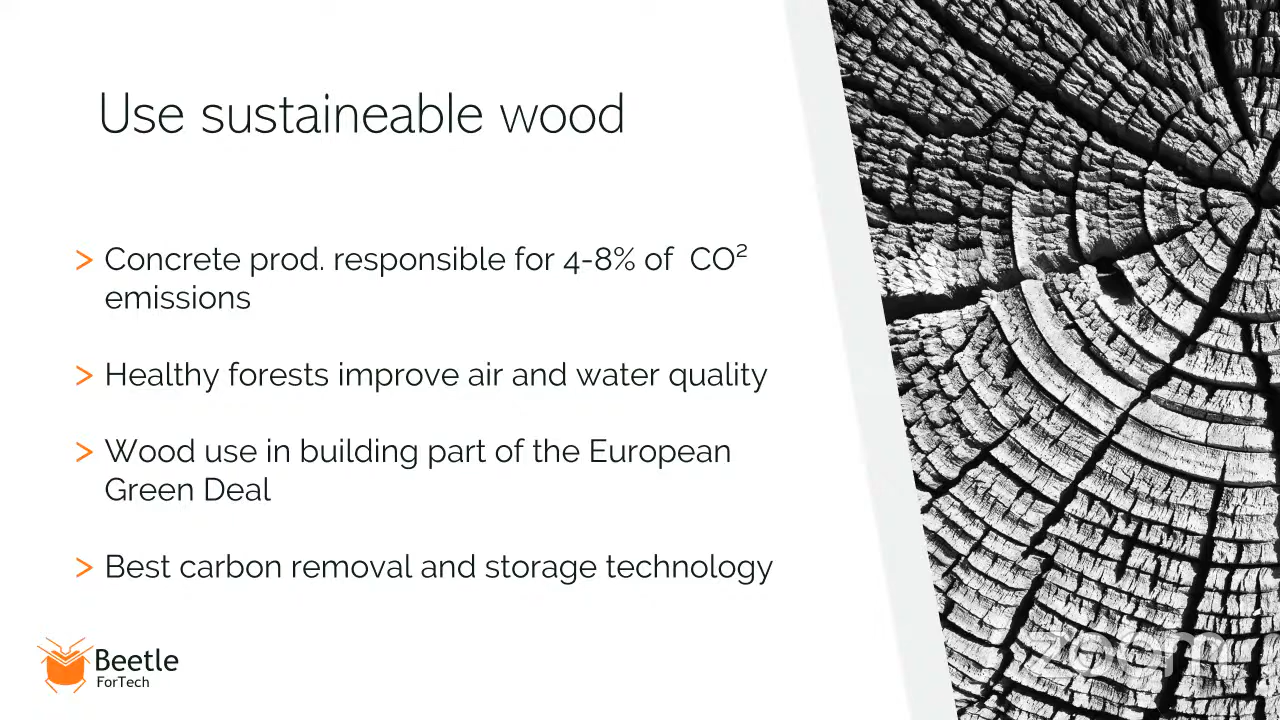 Use sustaineable wood
> Concrete prod. responsible for 4-8% of  CO²
emissions
> Healthy forests improve air and water quality
> Wood use in building part of the European
Green Deal
> Best carbon removal and storage technology
Beetle
ForTech
zoom